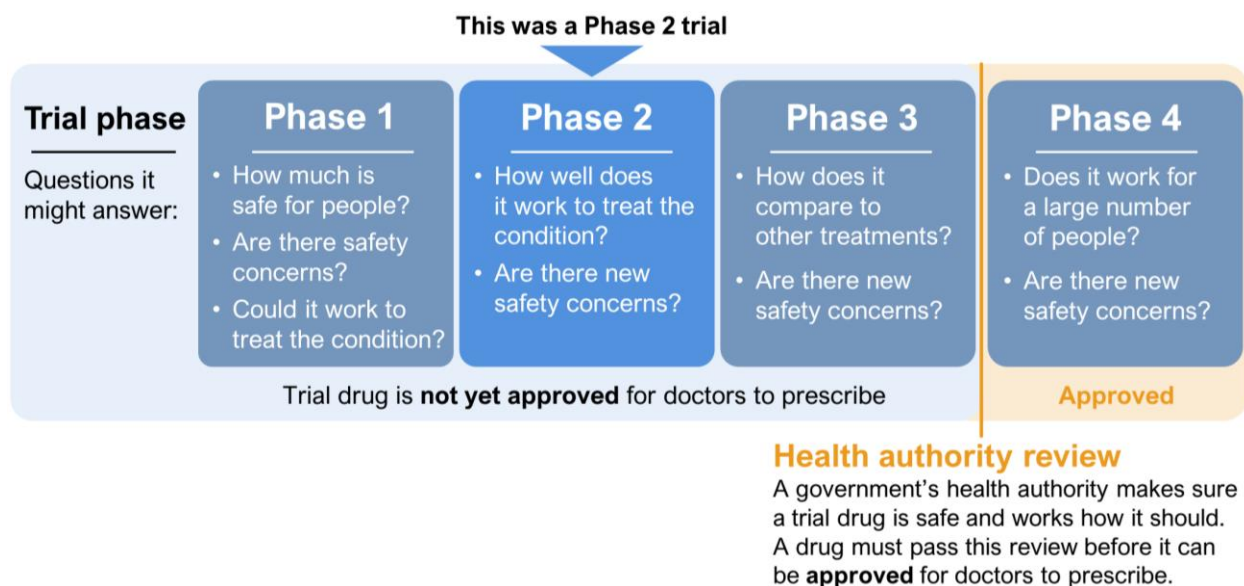 This was a Phase 2 trial
Trial phase
Questions it
might answer:
Phase 1
• How much is
safe for people?
• Are there safety
concerns?
• Could it work to
treat the condition?
Phase 2
• How well does
it work to treat the
condition?
• Are there new
safety concerns?
Phase 3
• How does it
compare to
other treatments?
• Are there new
safety concerns?
Phase 4
• Does it work for
a large number
of people?
• Are there new
safety concerns?
Trial drug is not yet approved for doctors to prescribe
Approved
Health authority review
A government’s health authority makes sure
a trial drug is safe and works how it should.
A drug must pass this review before it can
be approved for doctors to prescribe.